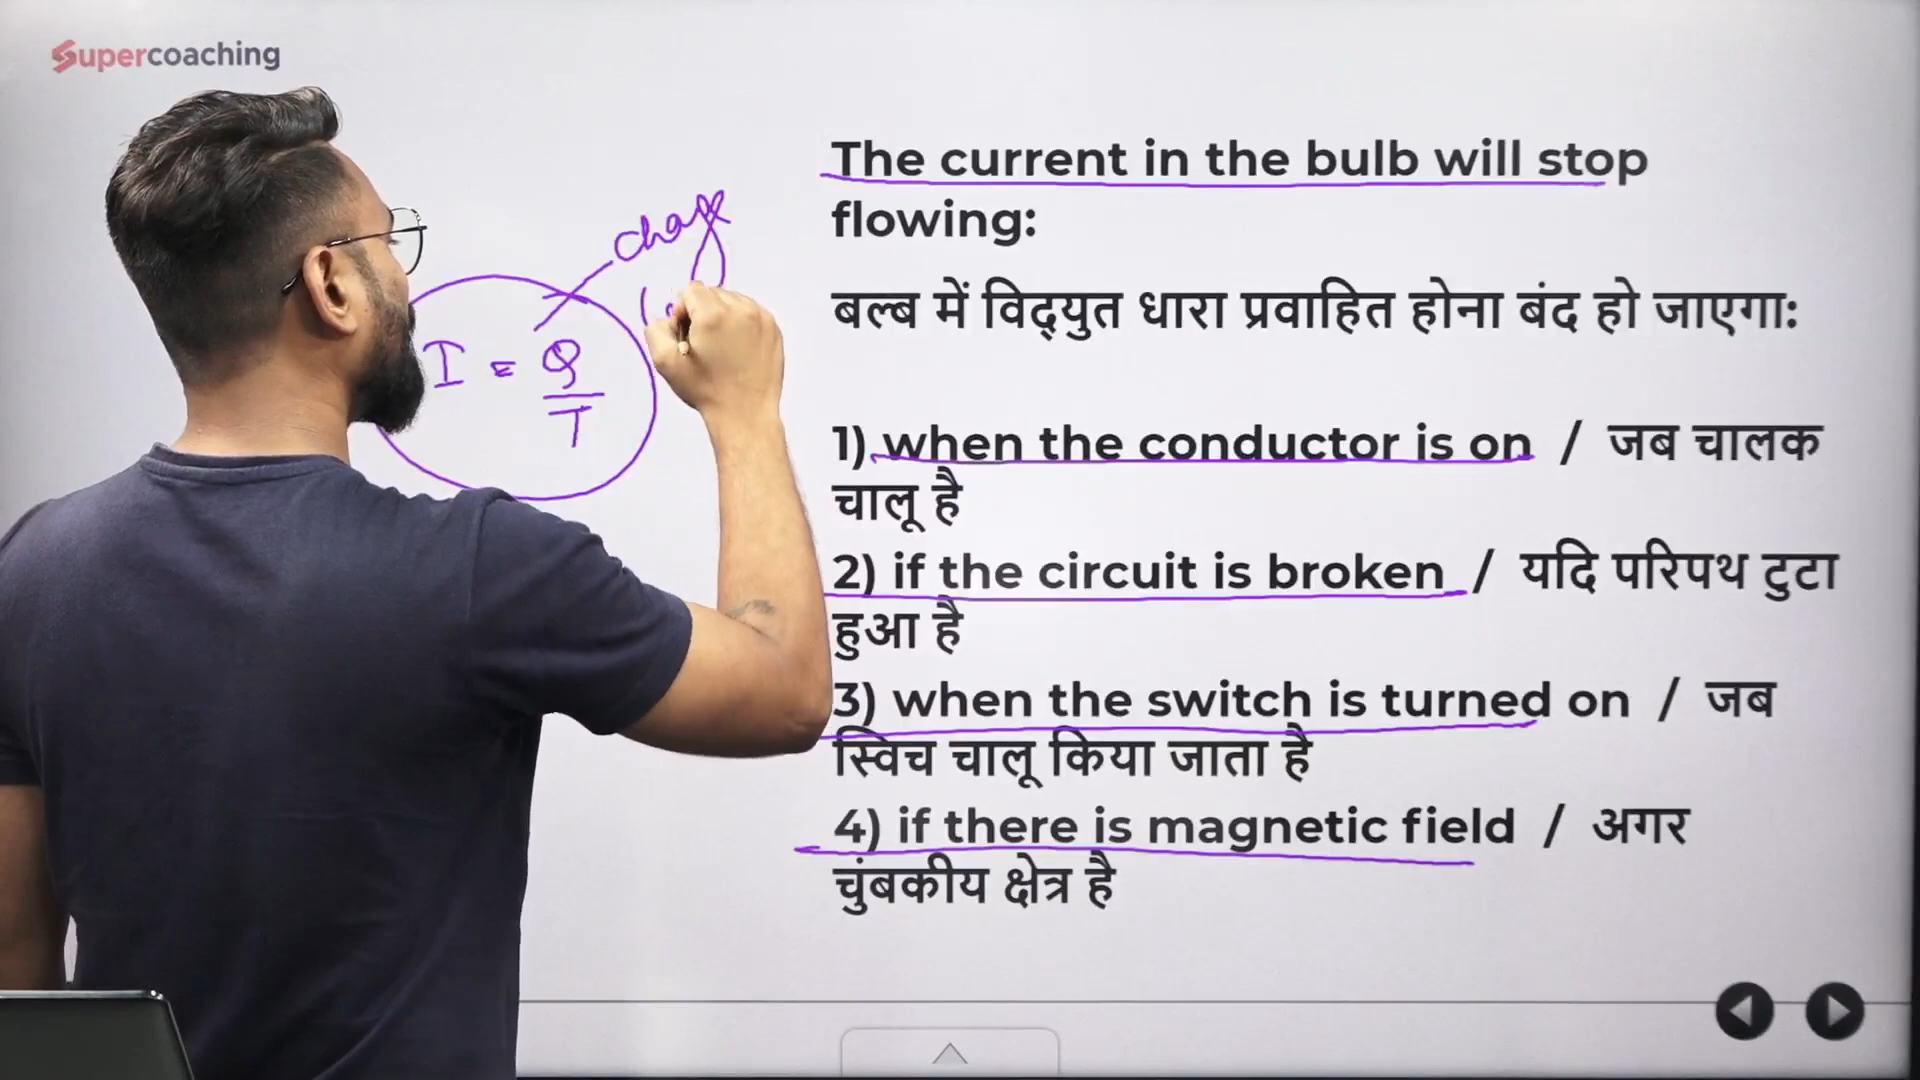 Supercoaching
The current in the bulb will stop
flowing:
बल्ब में विद्युत धारा प्रवाहित होना बंद हो जाएगा:
1) when the conductor is on / जब चालक
चालू है
2) if the circuit is broken / यदि परिपथ टुटा
हुआ है
3) when the switch is turned on / जब
स्विच चालू किया जाता है
4) if there is magnetic field / अगर
चुंबकीय क्षेत्र है
I = Q
T